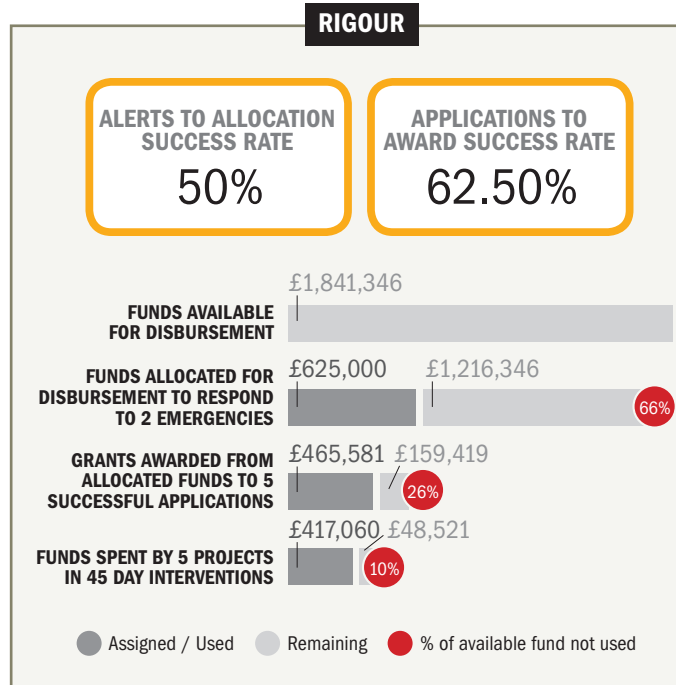 RIGOUR
ALERTS TO ALLOCATION
SUCCESS RATE
50%
APPLICATIONS TO
AWARD SUCCESS RATE
62.50%
£1,841,346
FUNDS AVAILABLE
FOR DISBURSEMENT
£625,000 £1,216,346
FUNDS ALLOCATED FOR
DISBURSEMENT TO RESPOND
TO 2 EMERGENCIES
66%
£465,581 £159,419
GRANTS AWARDED FROM
ALLOCATED FUNDS TO 5
SUCCESSFUL APPLICATIONS
26%
£417,060 £48,521
FUNDS SPENT BY 5 PROJECTS
IN 45 DAY INTERVENTIONS
10%
Assigned / Used Remaining % of available fund not used